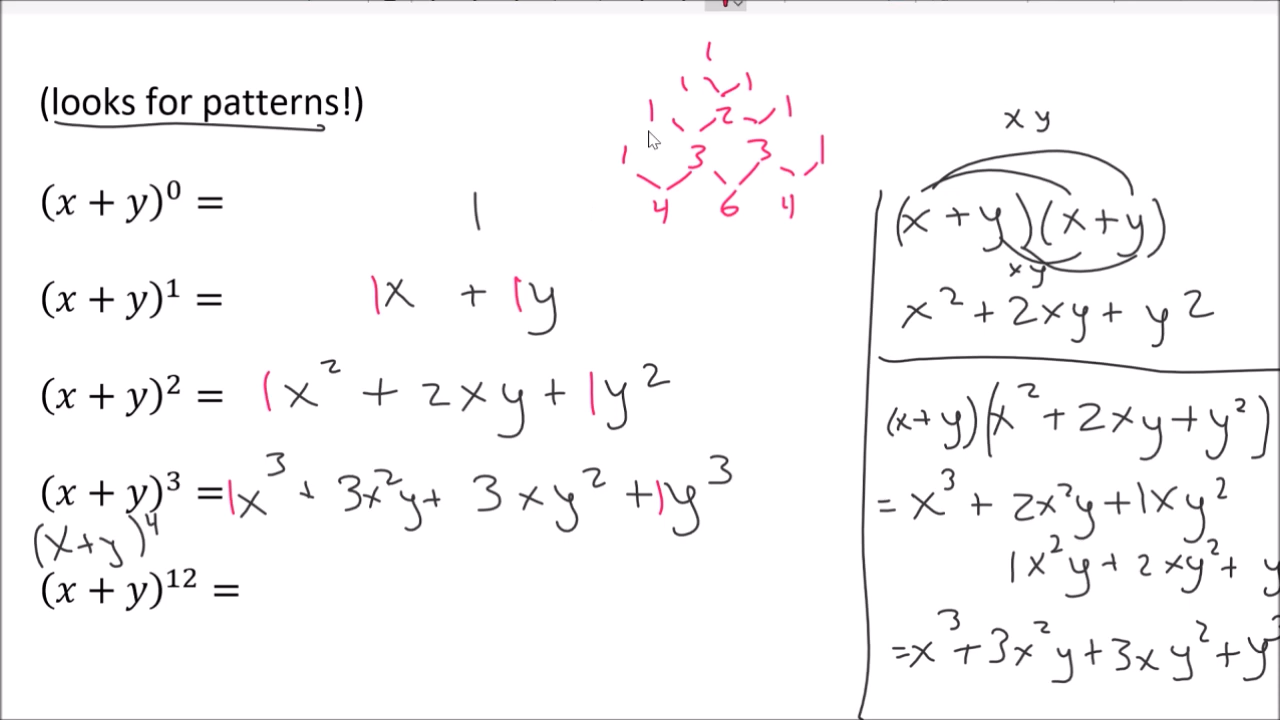 (looks for patterns!)
(x + y)⁰ = 1
(x + y)¹ = 1x + 1y
(x + y)² = 1x² + 2xy + 1y²
(x + y)³ = 1x³ + 3x²y + 3xy² + 1y³
(x+y)⁴
(x + y)¹² =
1
1 1
1 2 1
1 3 3 1
4 6 4
xy
(x + y)(x + y)
xy
x² + 2xy + y²
(x+y)(x² + 2xy + y²)
= x³ + 2x²y + 1xy²
1x²y + 2xy² + y
= x³ + 3x²y + 3xy² + y³